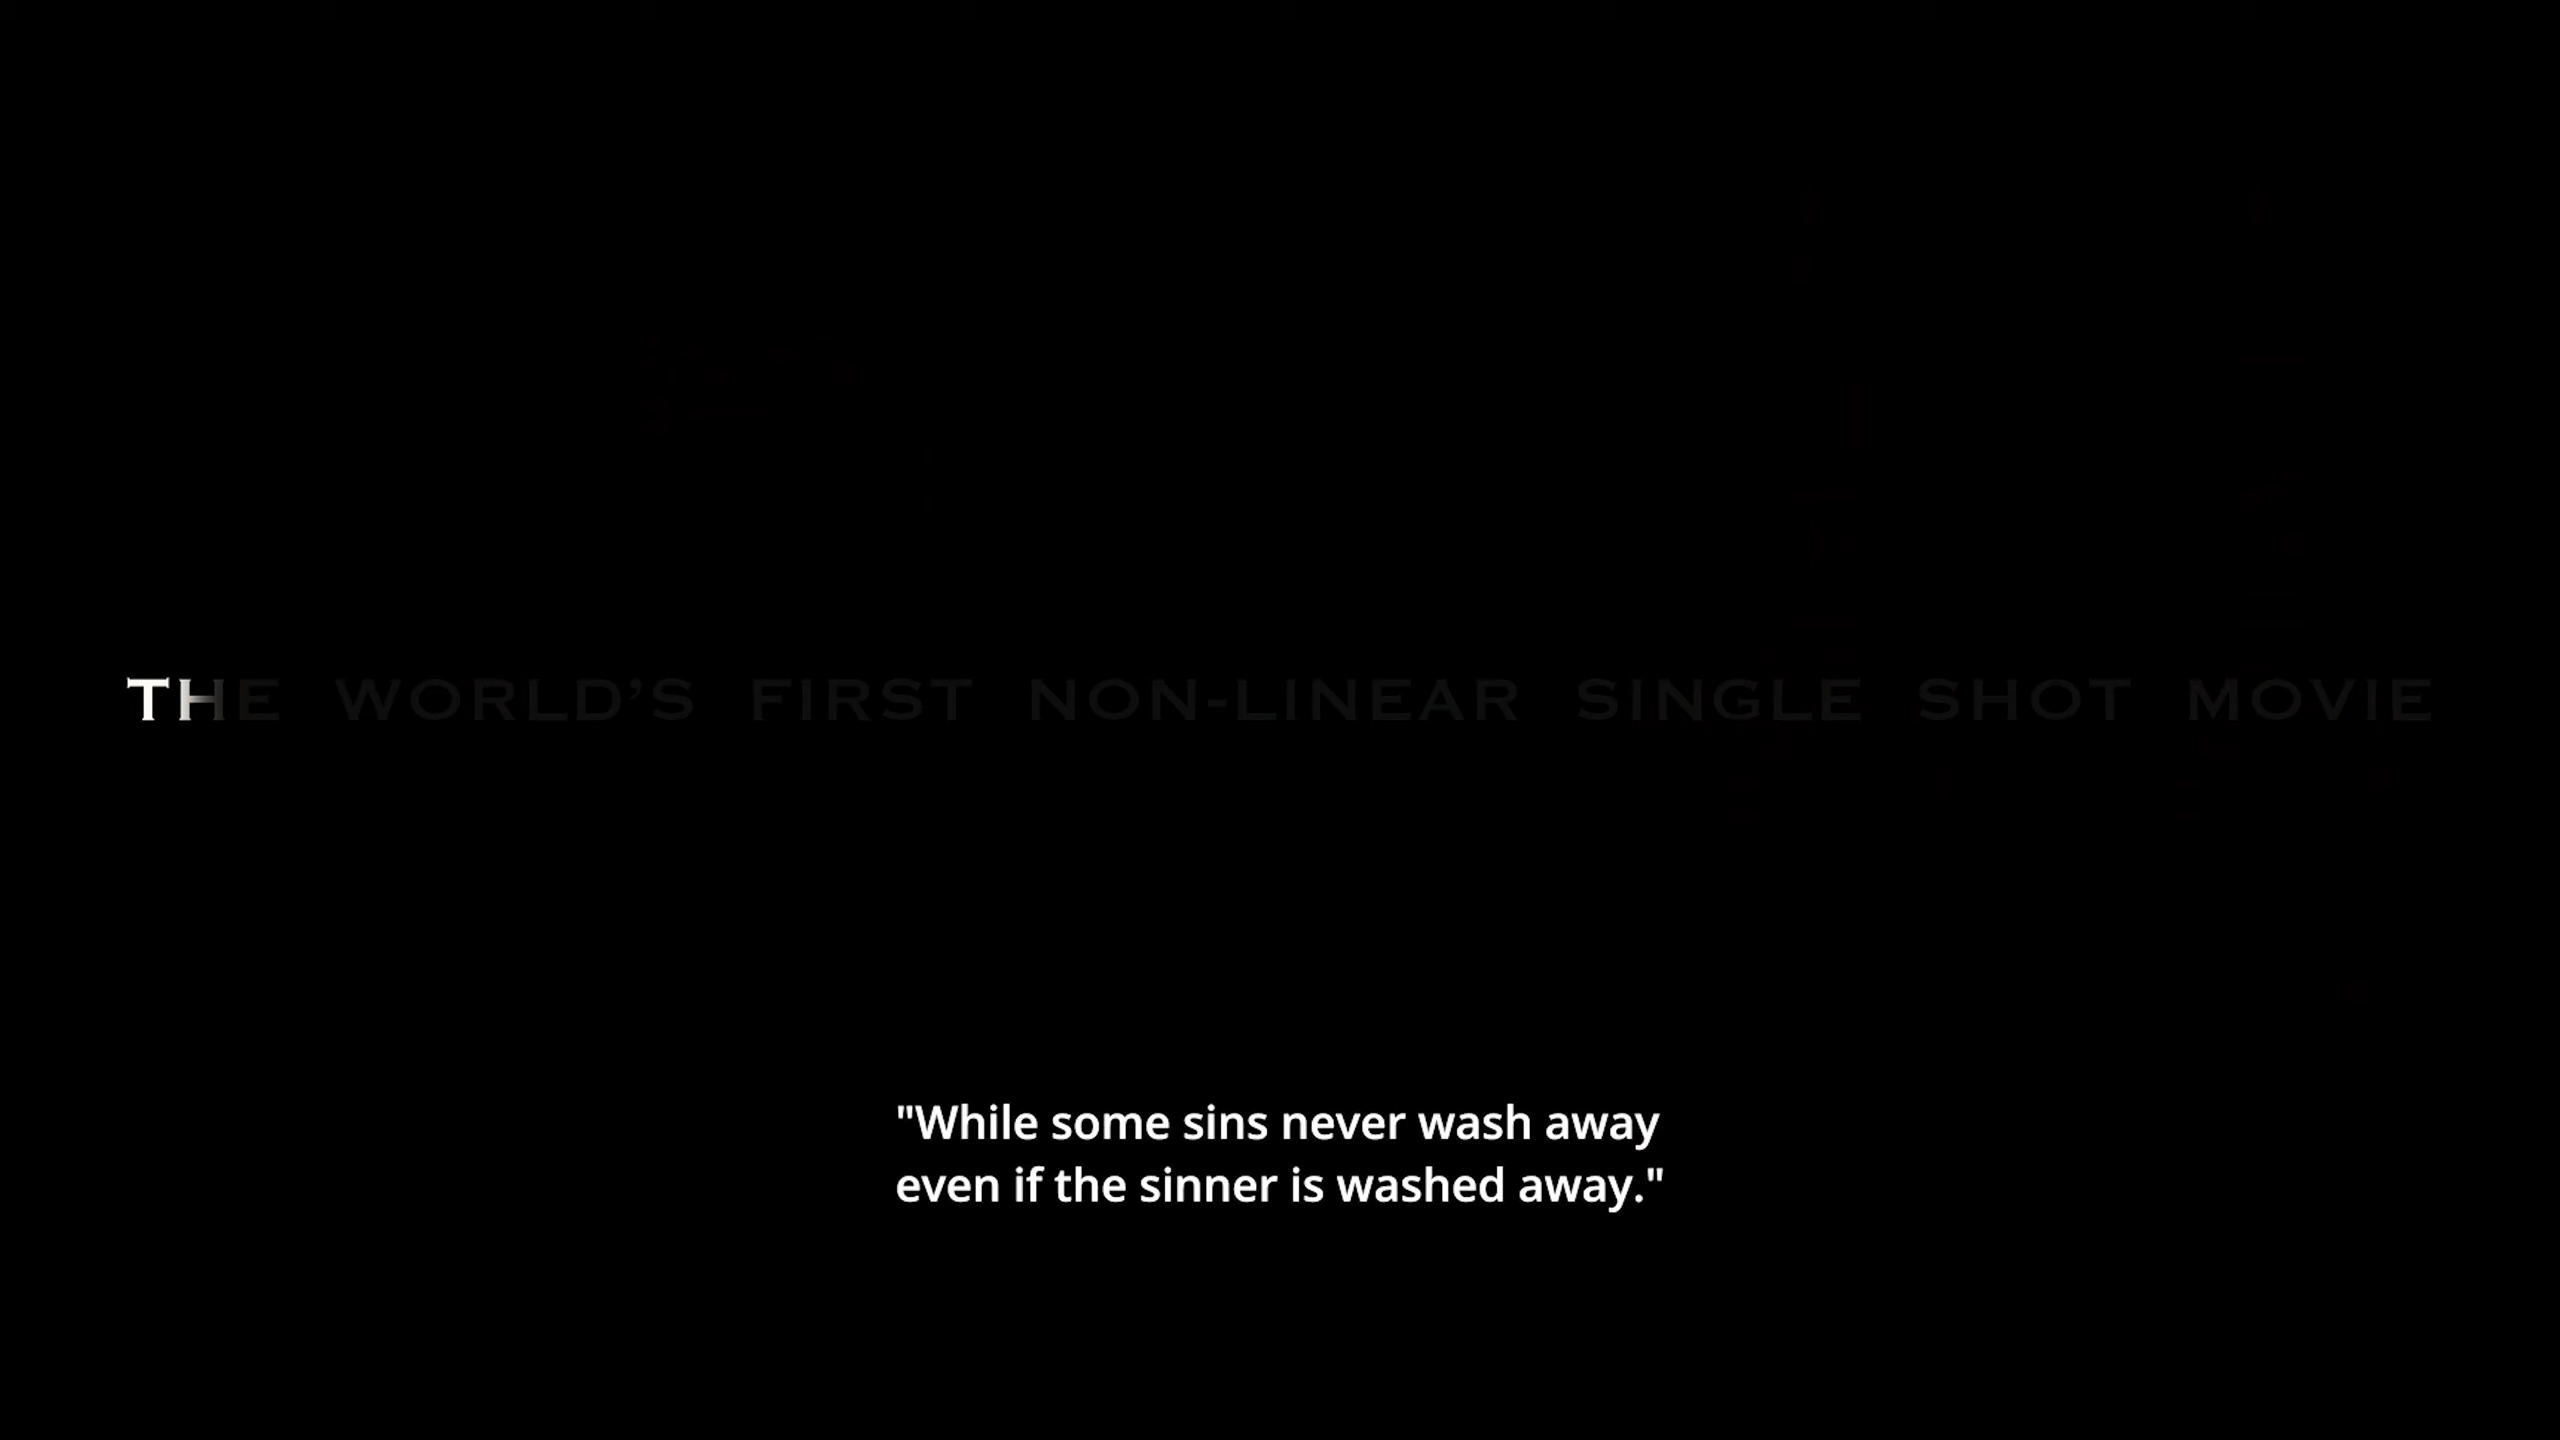 THE WORLD’S FIRST NON-LINEAR SINGLE SHOT MOVIE
"While some sins never wash away
even if the sinner is washed away."